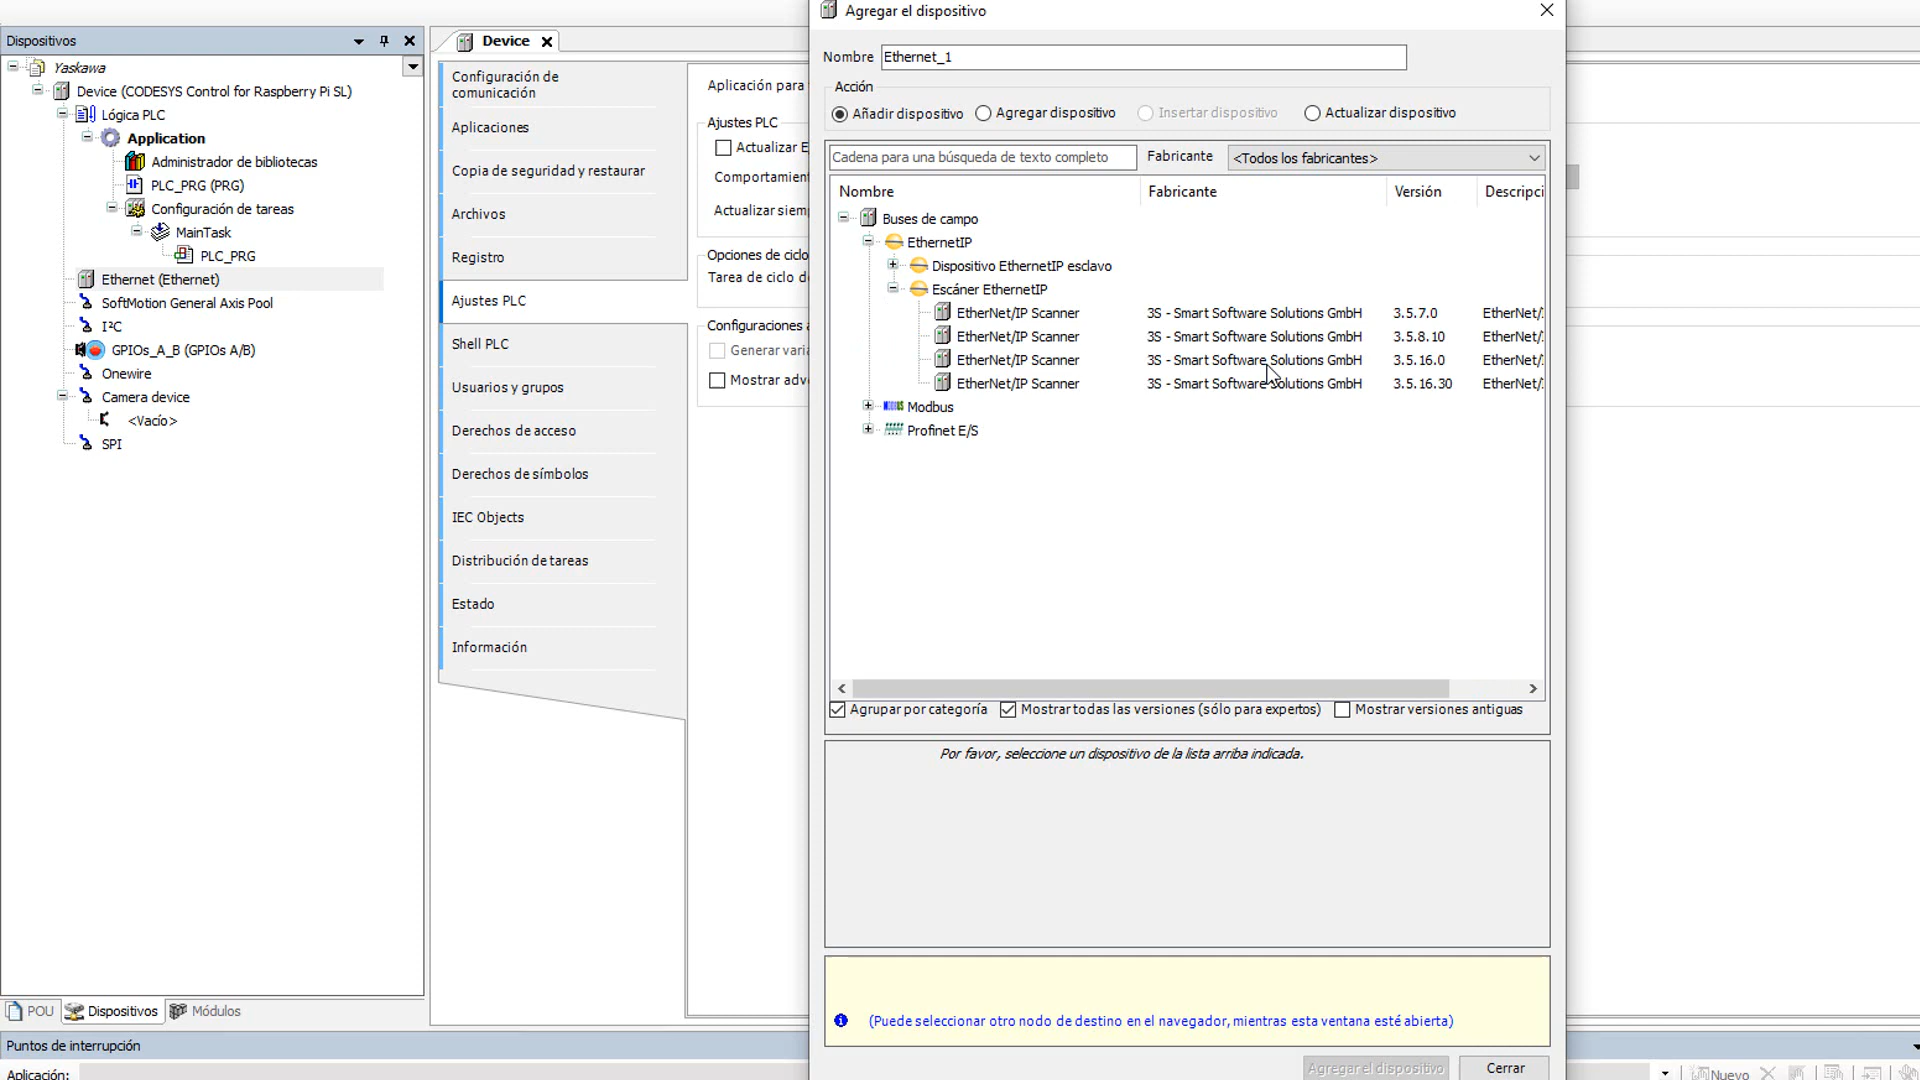 Dispositivos
Yaskawa
Device (CODESYS Control for Raspberry Pi SL)
Lógica PLC
Application
Administrador de bibliotecas
PLC_PRG (PRG)
Configuración de tareas
MainTask
PLC_PRG
Ethernet (Ethernet)
SoftMotion General Axis Pool
I²C
GPIOs_A_B (GPIOs A/B)
Onewire
Camera device
<Vacío>
SPI
POU
Dispositivos
Módulos
Device
Configuración de
comunicación
Aplicaciones
Copia de seguridad y restaurar
Archivos
Registro
Ajustes PLC
Shell PLC
Usuarios y grupos
Derechos de acceso
Derechos de símbolos
IEC Objects
Distribución de tareas
Estado
Información
Aplicación para
Ajustes PLC
Actualizar E
Comportamien
Actualizar siem
Opciones de ciclo
Tarea de ciclo d
Configuraciones a
Generar varia
Mostrar adv
Agregar el dispositivo
Nombre Ethernet_1
Acción
Añadir dispositivo Agregar dispositivo Insertar dispositivo Actualizar dispositivo
Cadena para una búsqueda de texto completo Fabricante <Todos los fabricantes>
Nombre Fabricante Versión Descripci
Buses de campo
EthernetIP
Dispositivo EthernetIP esclavo
Escáner EthernetIP
EtherNet/IP Scanner 3S - Smart Software Solutions GmbH 3.5.7.0 EtherNet/
EtherNet/IP Scanner 3S - Smart Software Solutions GmbH 3.5.8.10 EtherNet/
EtherNet/IP Scanner 3S - Smart Software Solutions GmbH 3.5.16.0 EtherNet/
EtherNet/IP Scanner 3S - Smart Software Solutions GmbH 3.5.16.30 EtherNet/
Modbus
Profinet E/S
Agrupar por categoría Mostrar todas las versiones (sólo para expertos) Mostrar versiones antiguas
Por favor, seleccione un dispositivo de la lista arriba indicada.
(Puede seleccionar otro nodo de destino en el navegador, mientras esta ventana esté abierta)
Agregar el dispositivo Cerrar
Puntos de interrupción
Aplicación:
Nuevo